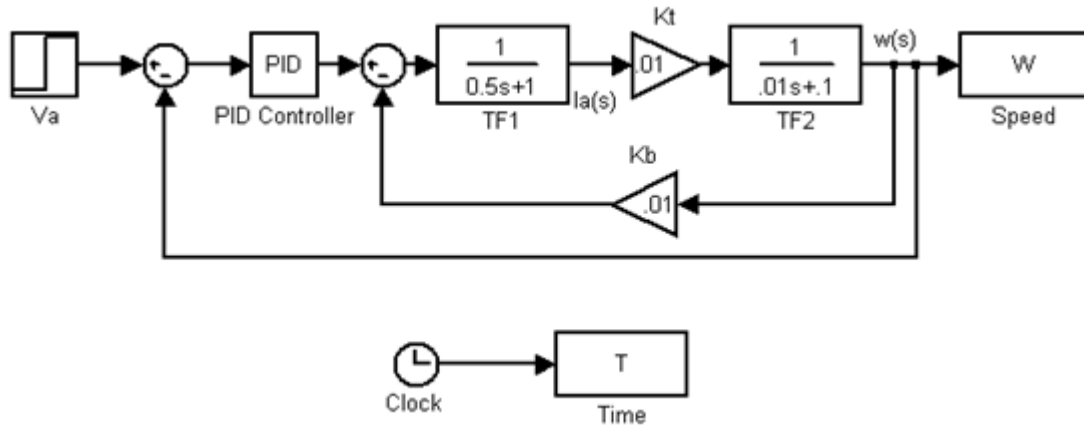 Kt
w(s)
PID
1
0.5s+1
.01
1
.01s+.1
W
Va
PID Controller
TF1
Ia(s)
TF2
Speed
Kb
.01
T
Clock
Time